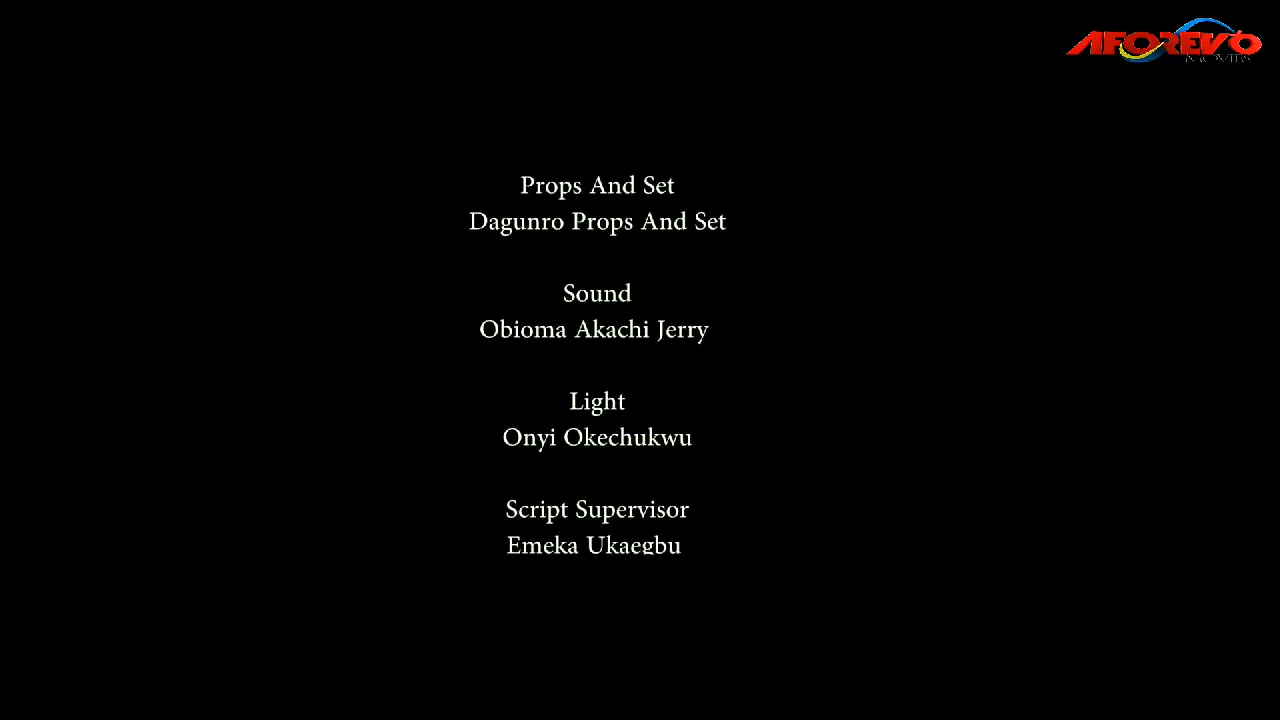 AFOREVO
MOVIES
Props And Set
Dagunro Props And Set
Sound
Obioma Akachi Jerry
Light
Onyi Okechukwu
Script Supervisor
Emeka Ukaegbu